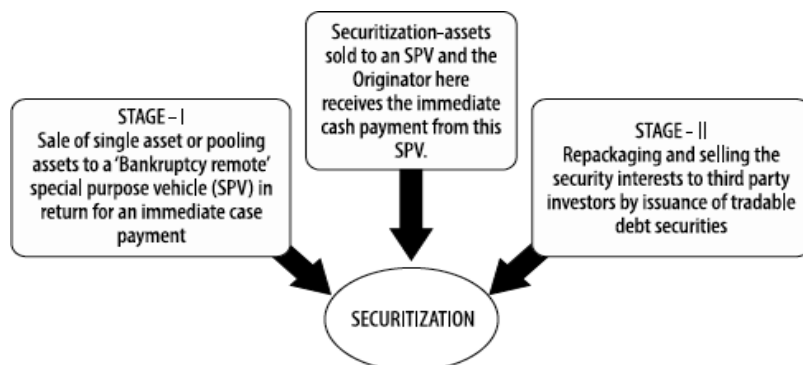 Securitization-assets
sold to an SPV and the
Originator here
receives the immediate
cash payment from this
SPV.
STAGE – I
Sale of single asset or pooling
assets to a ‘Bankruptcy remote’
special purpose vehicle (SPV) in
return for an immediate case
payment
STAGE - II
Repackaging and selling the
security interests to third party
investors by issuance of tradable
debt securities
SECURITIZATION